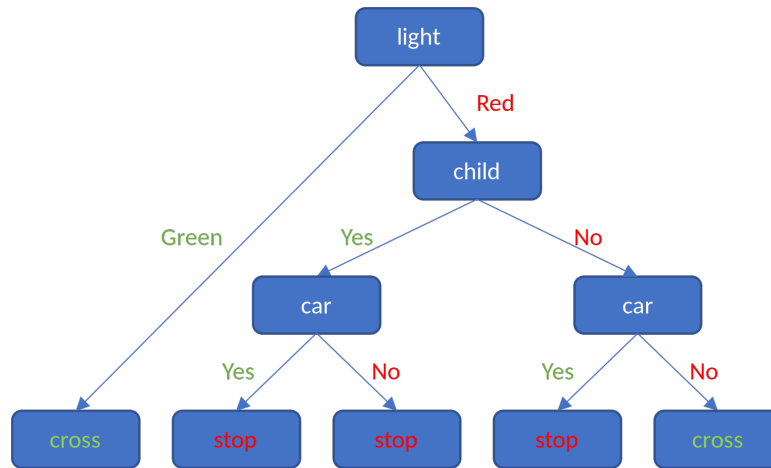 light
Red
child
Green
Yes
No
car
car
Yes
No
Yes
No
cross
stop
stop
stop
cross